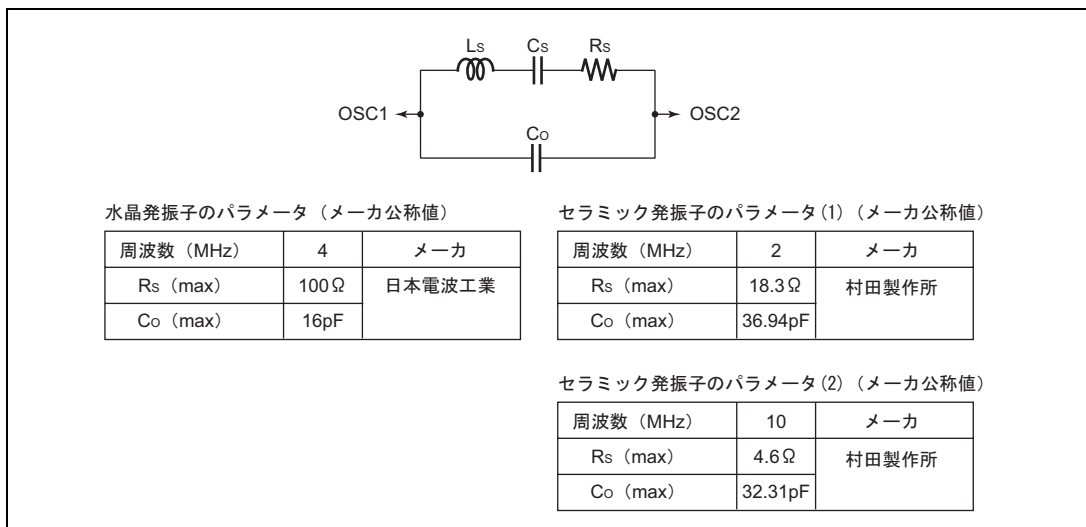 Ls Cs Rs
OSC1 OSC2
Co
水晶発振子のパラメータ（メーカ公称値）
周波数（MHz） 4 メーカ
Rs（max） 100Ω 日本電波工業
Co（max） 16pF
セラミック発振子のパラメータ(1)（メーカ公称値）
周波数（MHz） 2 メーカ
Rs（max） 18.3Ω 村田製作所
Co（max） 36.94pF
セラミック発振子のパラメータ(2)（メーカ公称値）
周波数（MHz） 10 メーカ
Rs（max） 4.6Ω 村田製作所
Co（max） 32.31pF